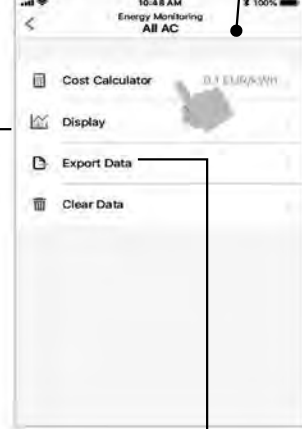 10:48 AM
100%
Energy Monitoring
All AC
Cost Calculator 0.1 EUR/kWh
Display
Export Data
Clear Data